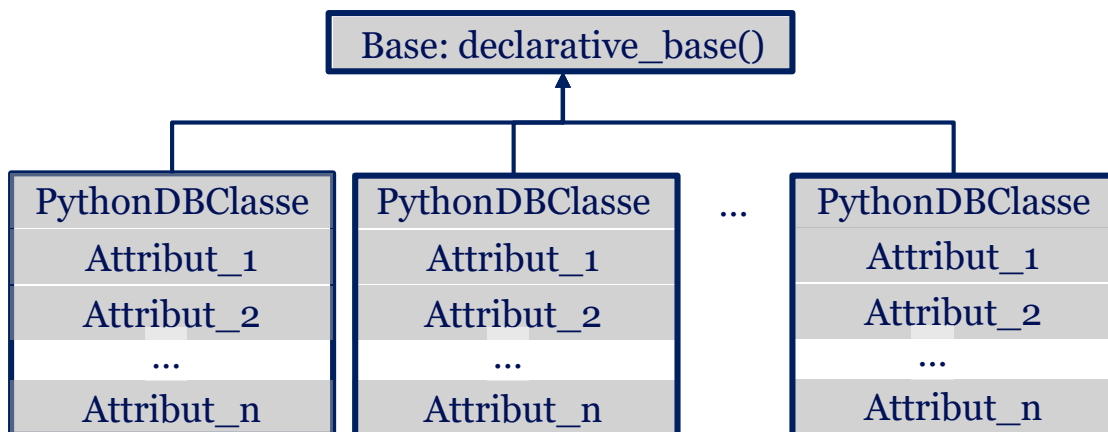 Base: declarative_base()
PythonDBClasse
Attribut_1
Attribut_2
...
Attribut_n
PythonDBClasse
Attribut_1
Attribut_2
...
Attribut_n
...
PythonDBClasse
Attribut_1
Attribut_2
...
Attribut_n